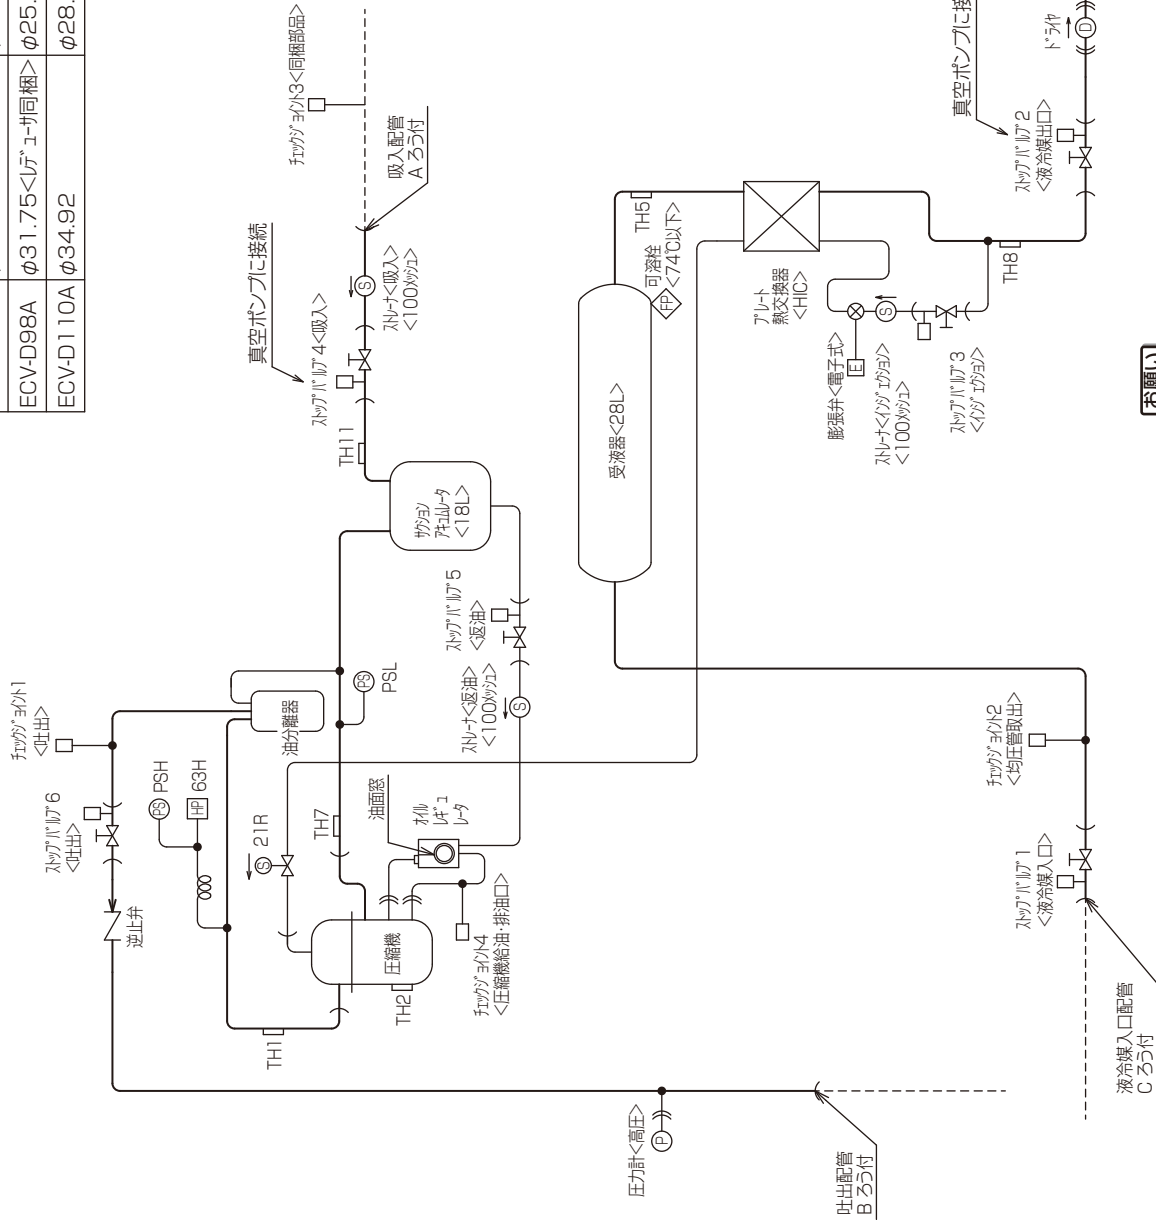 ECV-D98A φ31.75<レデューサ同梱> φ25.
ECV-D110A φ34.92 φ28.
チェックジョイント1
<吐出>
ストップバルブ6
<吐出>
逆止弁
PS PSH
HP 63H
油分離器
S 21R
TH1
TH7
PS
PSL
TH2
圧縮機
油面窓
オイル
レギュ
レータ
チェックジョイント4
<圧縮機給油・排油口>
真空ポンプに接続
ストップバルブ4<吸入>
TH11
サクション
アキュムレータ
<18L>
ストップバルブ5
<返油>
ストレーナ<返油>
<100メッシュ>
S
チェックジョイント3<同梱部品>
吸入配管
A ろう付
S
ストレーナ<吸入>
<100メッシュ>
受液器<28L>
TH5
FP
可溶栓
<74℃以下>
プレート
熱交換器
<HIC>
膨張弁<電子式>
E
S
ストレーナ<インジェクション>
<100メッシュ>
ストップバルブ3
<インジェクション>
TH8
真空ポンプに接
ストップバルブ2
<液冷媒出口>
ドライヤ
D
チェックジョイント2
<均圧管取出>
ストップバルブ1
<液冷媒入口>
液冷媒入口配管
C ろう付
圧力計<高圧>
P
吐出配管
B ろう付
お願い